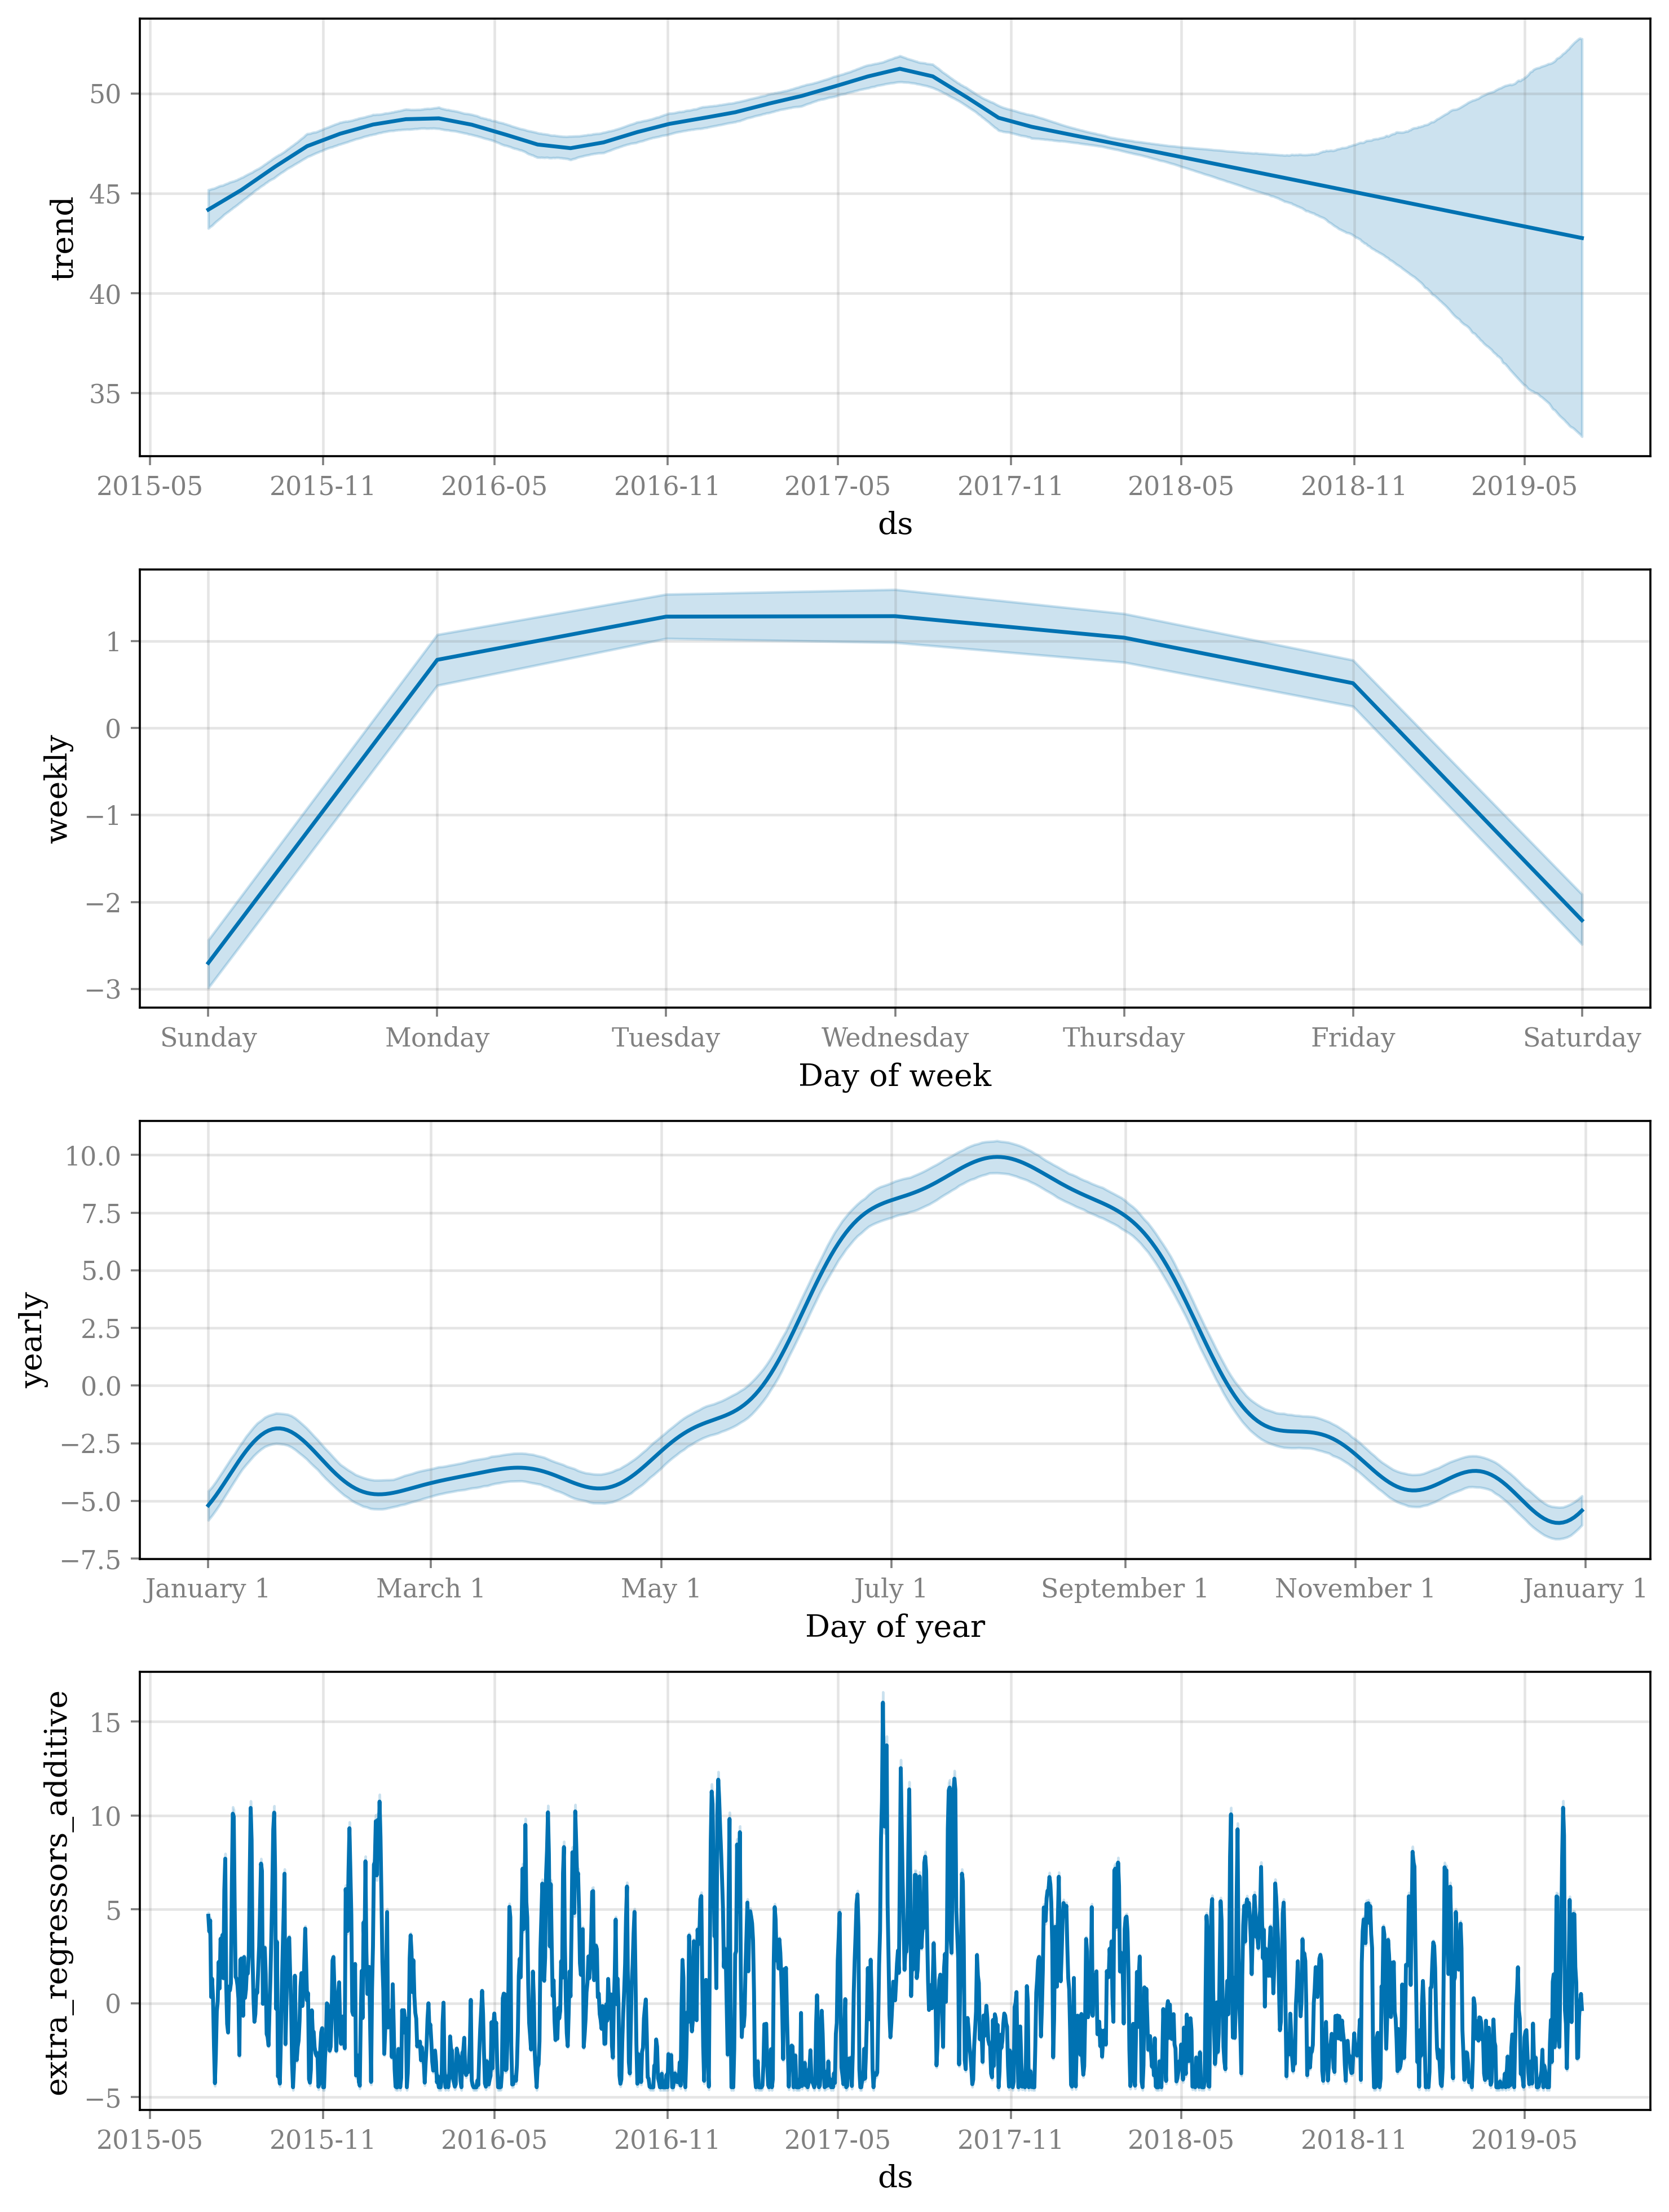 50
45
40
35
trend
2015-05 2015-11 2016-05 2016-11 2017-05 2017-11 2018-05 2018-11 2019-05
ds
1
0
−1
−2
−3
weekly
Sunday Monday Tuesday Wednesday Thursday Friday Saturday
Day of week
10.0
7.5
5.0
2.5
0.0
−2.5
−5.0
−7.5
yearly
January 1 March 1 May 1 July 1 September 1 November 1 January 1
Day of year
15
10
5
0
−5
extra_regressors_additive
2015-05 2015-11 2016-05 2016-11 2017-05 2017-11 2018-05 2018-11 2019-05
ds